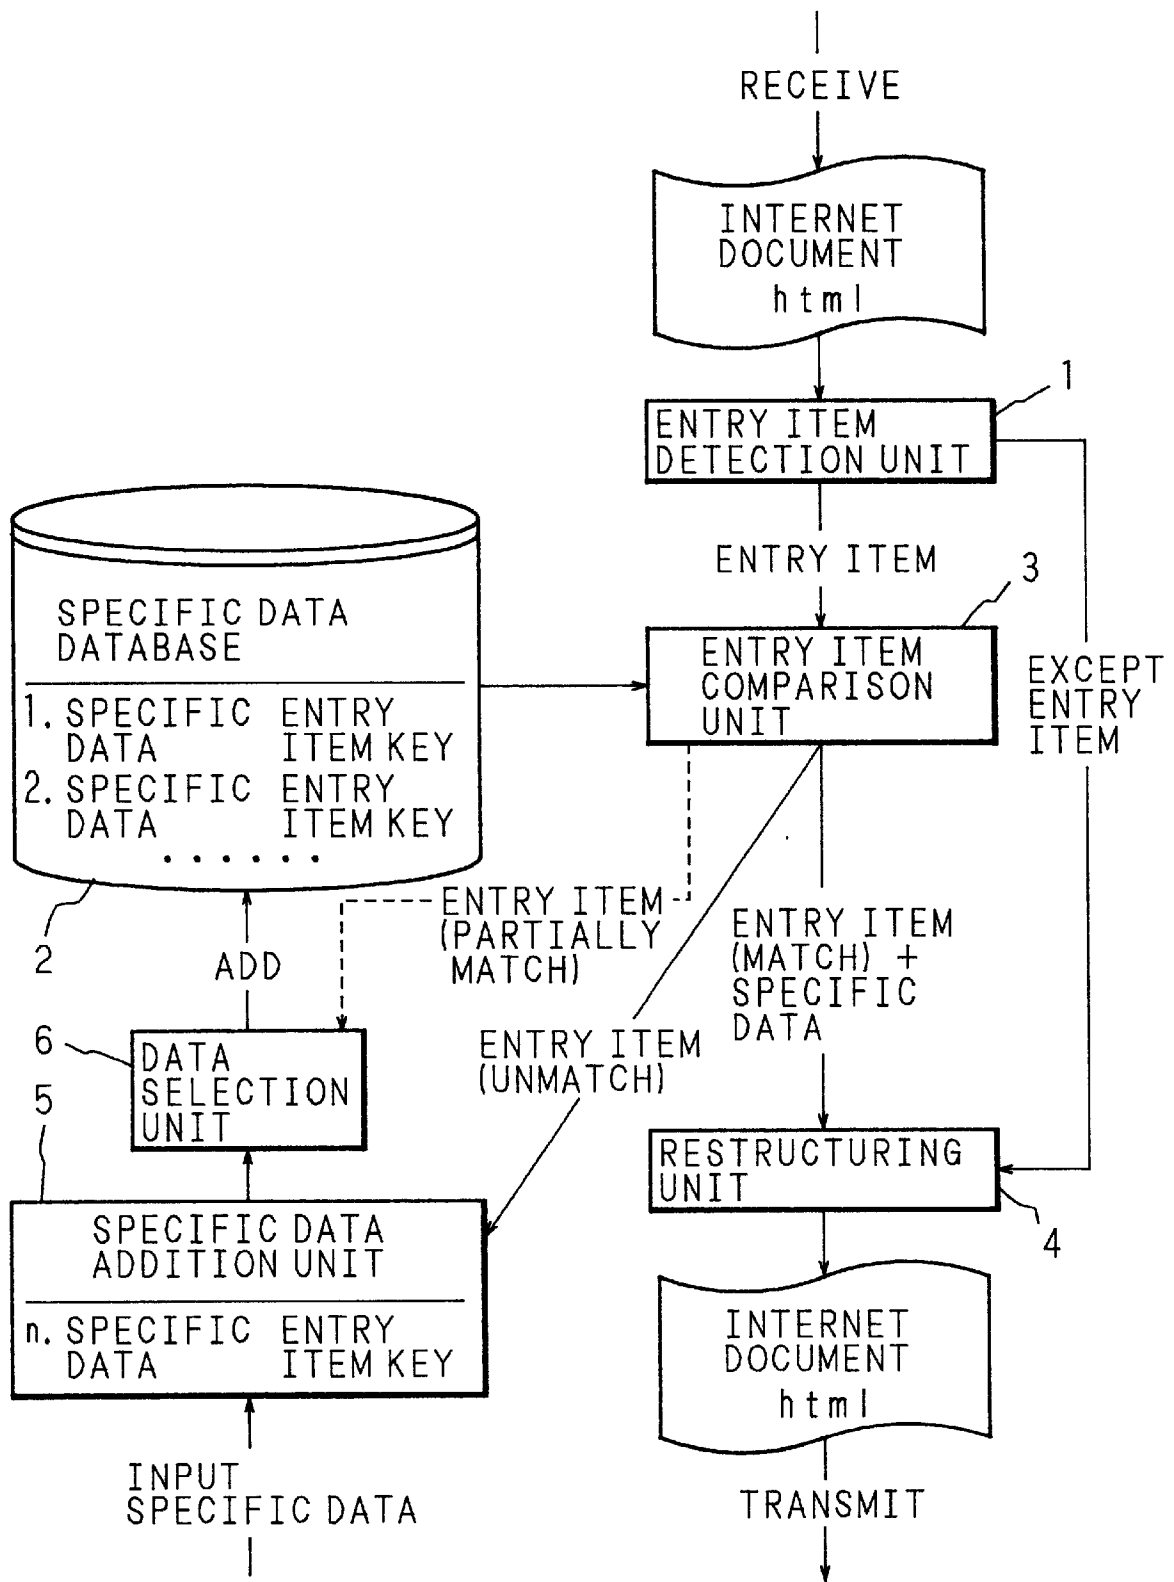 RECEIVE
INTERNET
DOCUMENT
html
1
ENTRY ITEM
DETECTION UNIT
ENTRY ITEM
3
SPECIFIC DATA
DATABASE
1. SPECIFIC ENTRY
DATA ITEM KEY
2. SPECIFIC ENTRY
DATA ITEM KEY
. . . . . .
2
ENTRY ITEM
COMPARISON
UNIT
EXCEPT
ENTRY
ITEM
ENTRY ITEM
(PARTIALLY
MATCH)
ENTRY ITEM
(MATCH) +
SPECIFIC
DATA
ADD
ENTRY ITEM
(UNMATCH)
6
DATA
SELECTION
UNIT
5
SPECIFIC DATA
ADDITION UNIT
n. SPECIFIC ENTRY
DATA ITEM KEY
INPUT
SPECIFIC DATA
RESTRUCTURING
UNIT
4
INTERNET
DOCUMENT
html
TRANSMIT